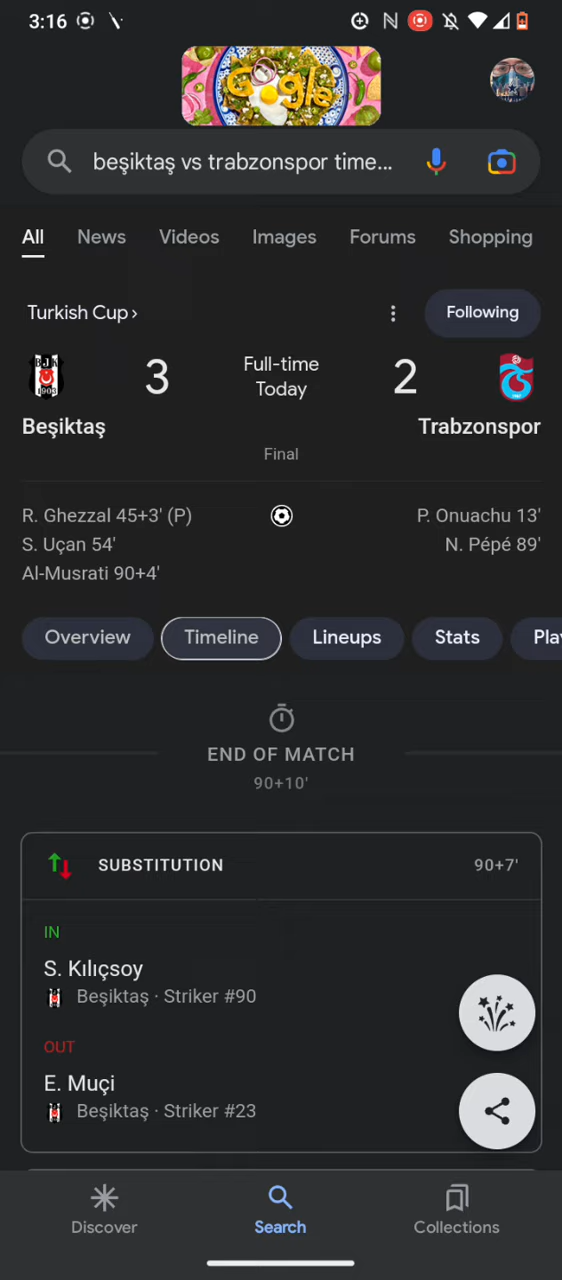 3:16
Google
beşiktaş vs trabzonspor time...
All News Videos Images Forums Shopping
Turkish Cup ›
Following
3 Full-time 2
Today
Beşiktaş Trabzonspor
Final
R. Ghezzal 45+3' (P) P. Onuachu 13'
S. Uçan 54' N. Pépé 89'
Al-Musrati 90+4'
Overview Timeline Lineups Stats Play
END OF MATCH
90+10'
SUBSTITUTION 90+7'
IN
S. Kılıçsoy
Beşiktaş · Striker #90
OUT
E. Muçi
Beşiktaş · Striker #23
Discover Search Collections